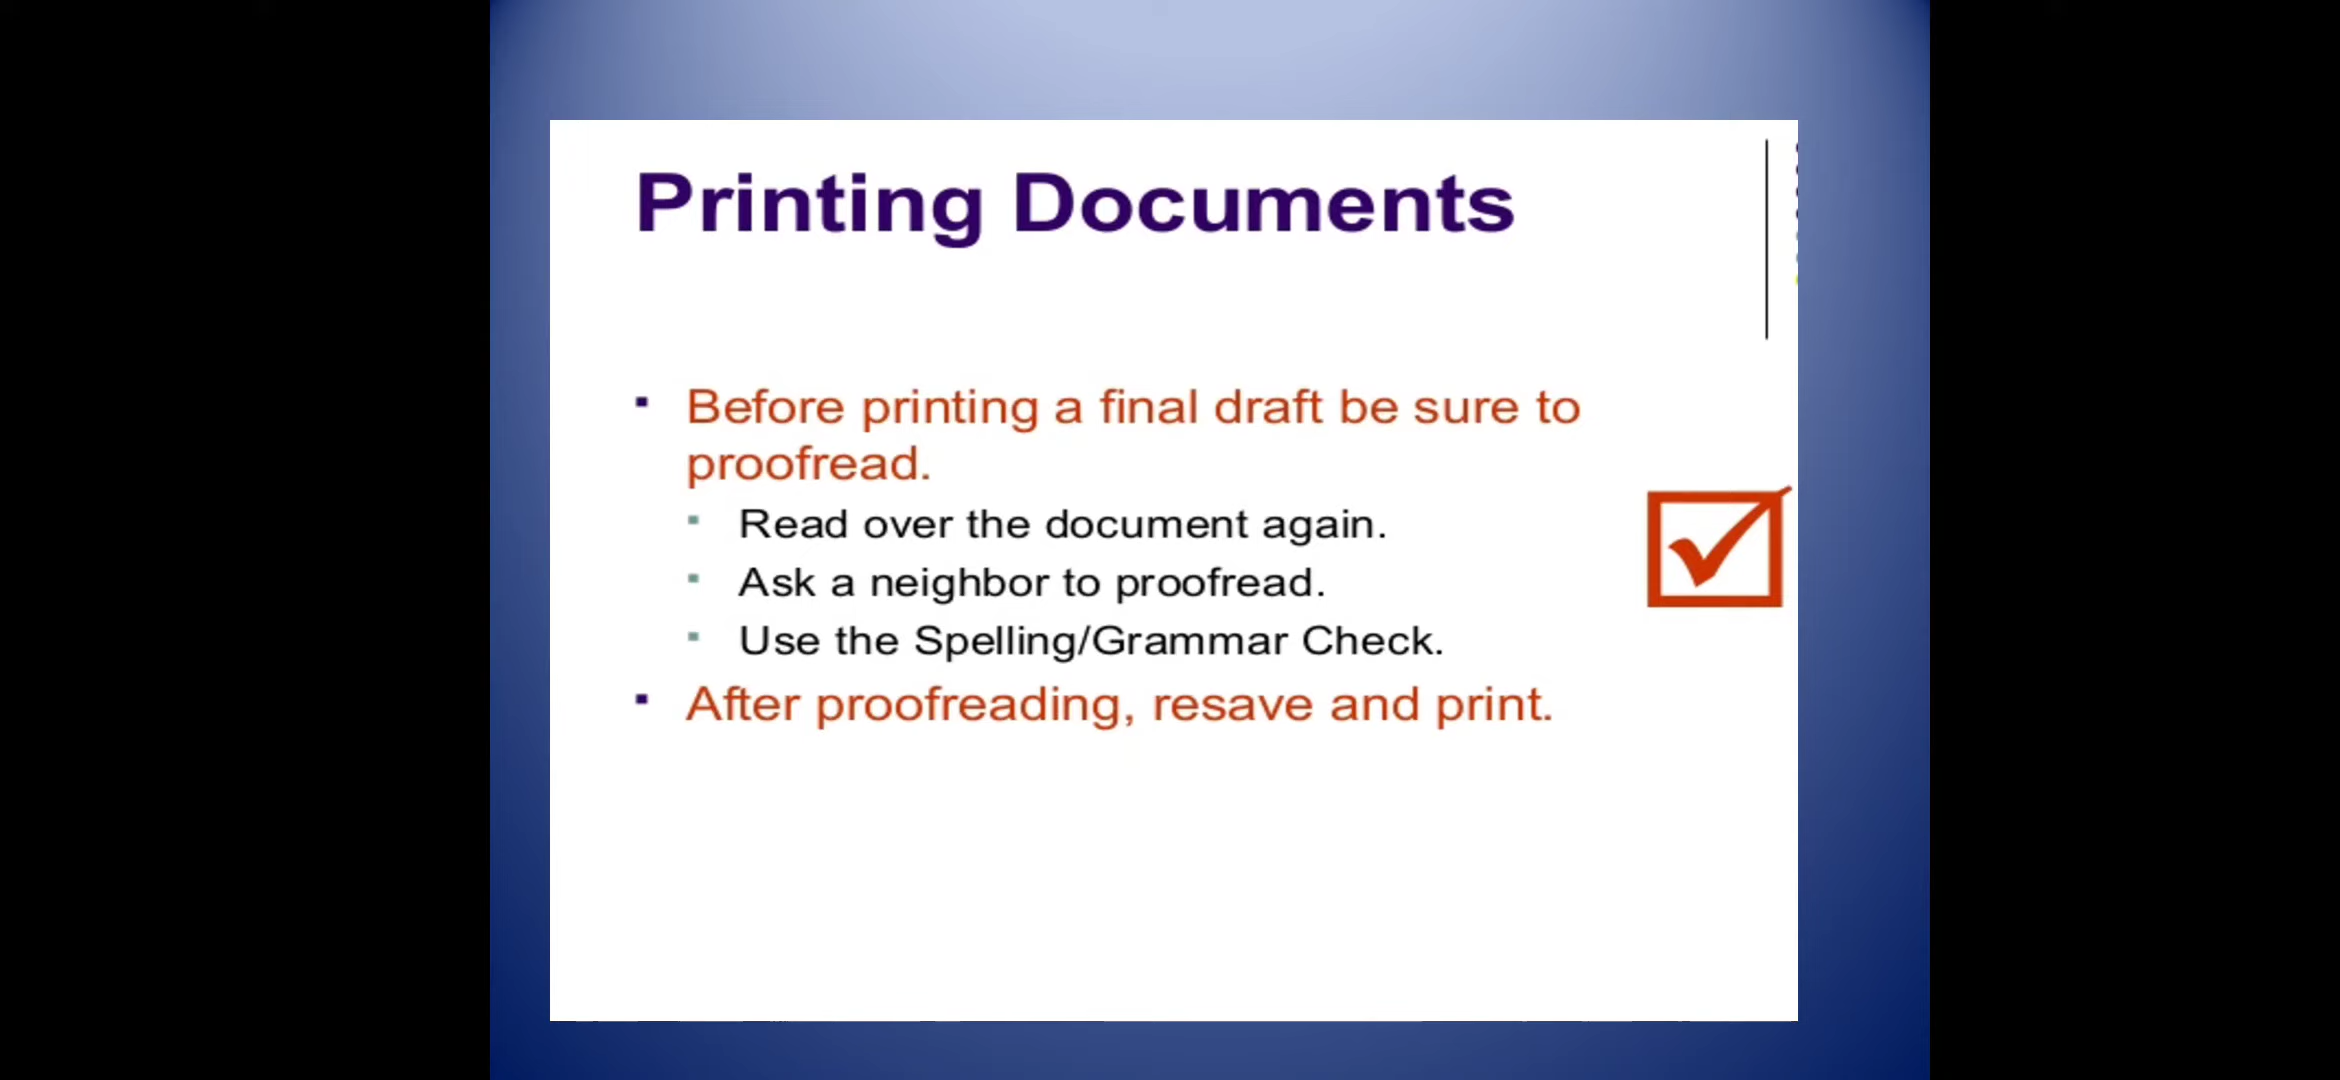 Printing Documents
Before printing a final draft be sure to
proofread.
Read over the document again.
Ask a neighbor to proofread.
Use the Spelling/Grammar Check.
After proofreading, resave and print.